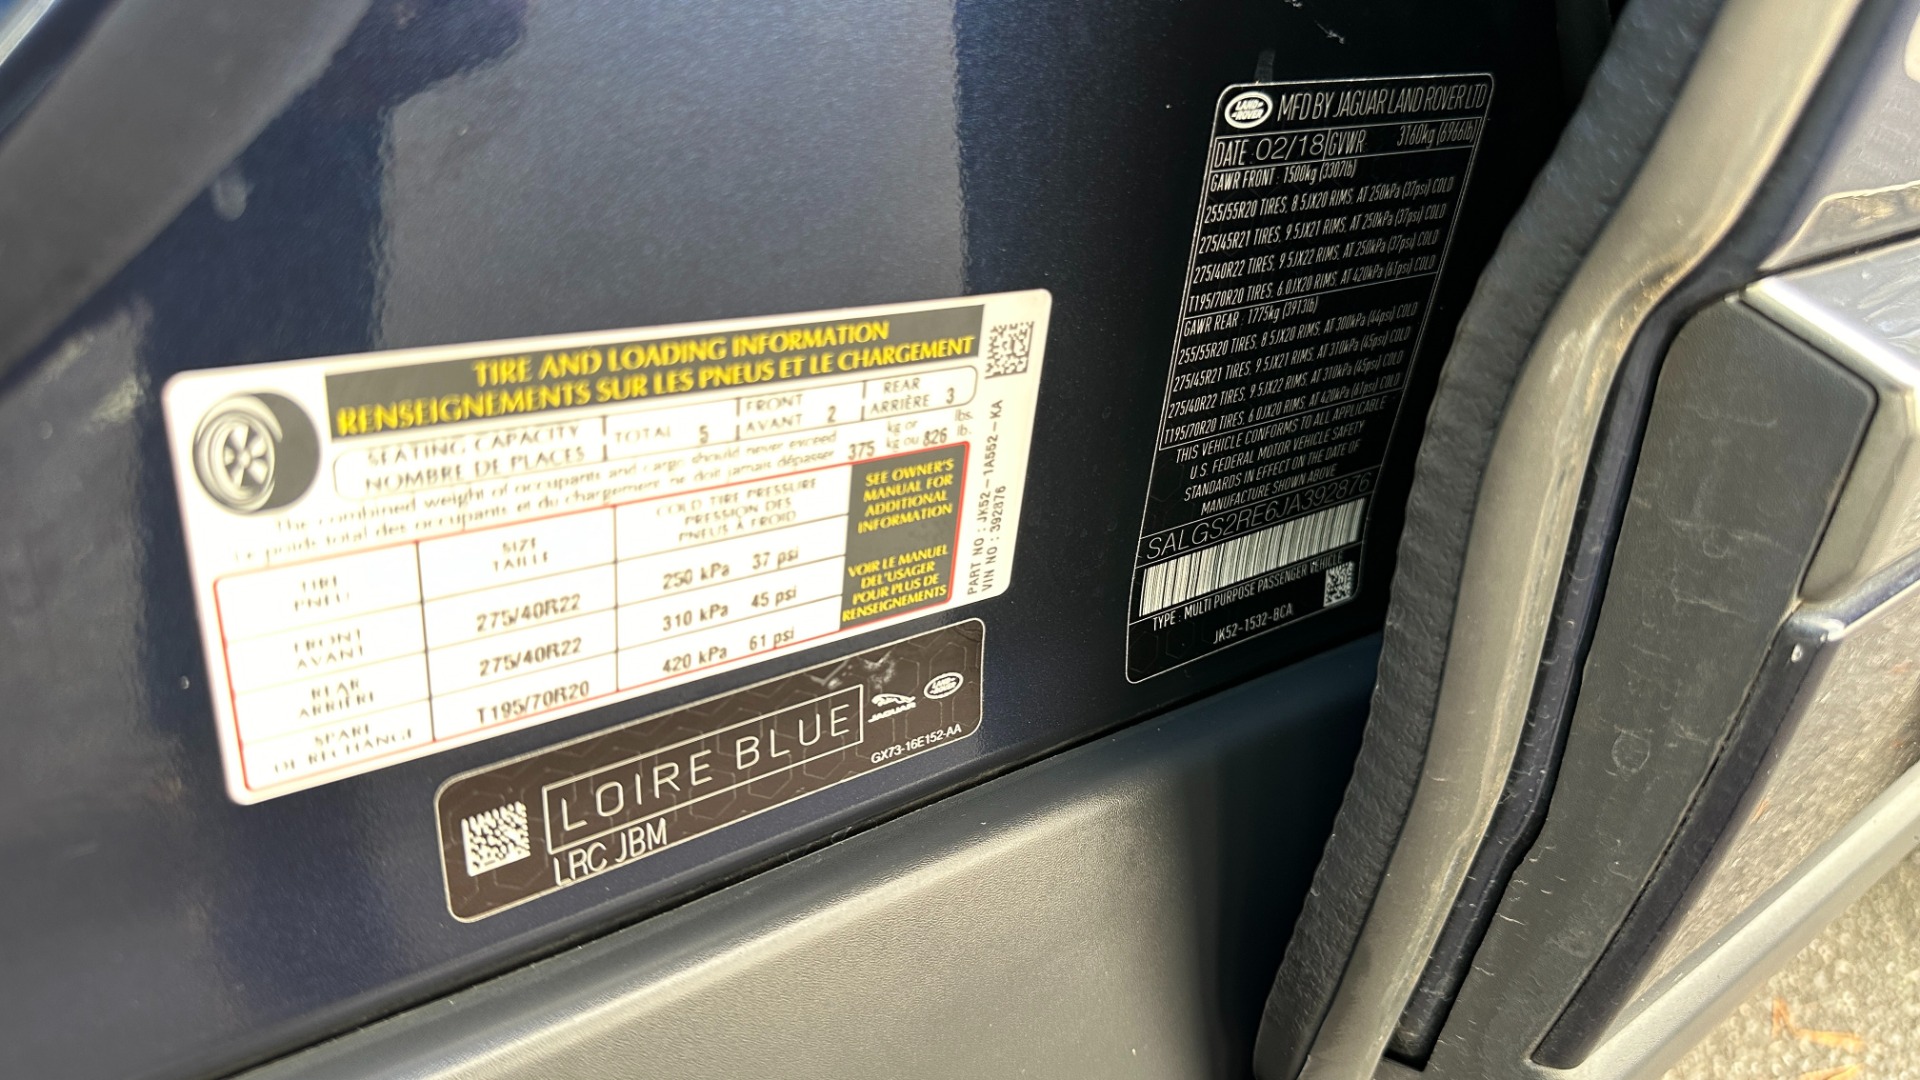 TIRE AND LOADING INFORMATION
RENSEIGNEMENTS SUR LES PNEUS ET LE CHARGEMENT
SEATING CAPACITY
NOMBRE DE PLACES
TOTAL 5
FRONT
AVANT 2
REAR
ARRIÈRE 3
The combined weight of occupants and cargo should never exceed
Le poids total des occupants et du chargement ne doit jamais dépasser
375
kg or
kg ou
826
lbs.
lb.
TIRE
PNEU
SIZE
TAILLE
COLD TIRE PRESSURE
PRESSION DES
PNEUS À FROID
FRONT
AVANT
275/40R22
250 kPa 37 psi
REAR
ARRIÈRE
275/40R22
310 kPa 45 psi
SPARE
DE RECHANGE
T195/70R20
420 kPa 61 psi
SEE OWNER'S
MANUAL FOR
ADDITIONAL
INFORMATION
VOIR LE MANUEL
DEL'USAGER
POUR PLUS DE
RENSEIGNEMENTS
PART NO : JK52-1A552-KA
VIN NO : 392876
LOIRE BLUE
LRC JBM
JAGUAR
LAND ROVER
GX73-16E152-AA
LAND ROVER
MFD BY JAGUAR LAND ROVER LTD
DATE : 02/18 GVWR : 3160kg (6966lb)
GAWR FRONT : 1500kg (3307lb)
255/55R20 TIRES, 8.5JX20 RIMS, AT 250kPa (37psi) COLD
275/45R21 TIRES, 9.5JX21 RIMS, AT 250kPa (37psi) COLD
275/40R22 TIRES, 9.5JX22 RIMS, AT 250kPa (37psi) COLD
T195/70R20 TIRES, 6.0JX20 RIMS, AT 420kPa (61psi) COLD
GAWR REAR : 1775kg (3913lb)
255/55R20 TIRES, 8.5JX20 RIMS, AT 300kPa (44psi) COLD
275/45R21 TIRES, 9.5JX21 RIMS, AT 310kPa (45psi) COLD
275/40R22 TIRES, 9.5JX22 RIMS, AT 310kPa (45psi) COLD
T195/70R20 TIRES, 6.0JX20 RIMS, AT 420kPa (61psi) COLD
THIS VEHICLE CONFORMS TO ALL APPLICABLE
U.S. FEDERAL MOTOR VEHICLE SAFETY
STANDARDS IN EFFECT ON THE DATE OF
MANUFACTURE SHOWN ABOVE
SALGS2RE6JA392876
TYPE : MULTI PURPOSE PASSENGER VEHICLE
JK52-1532-BCA